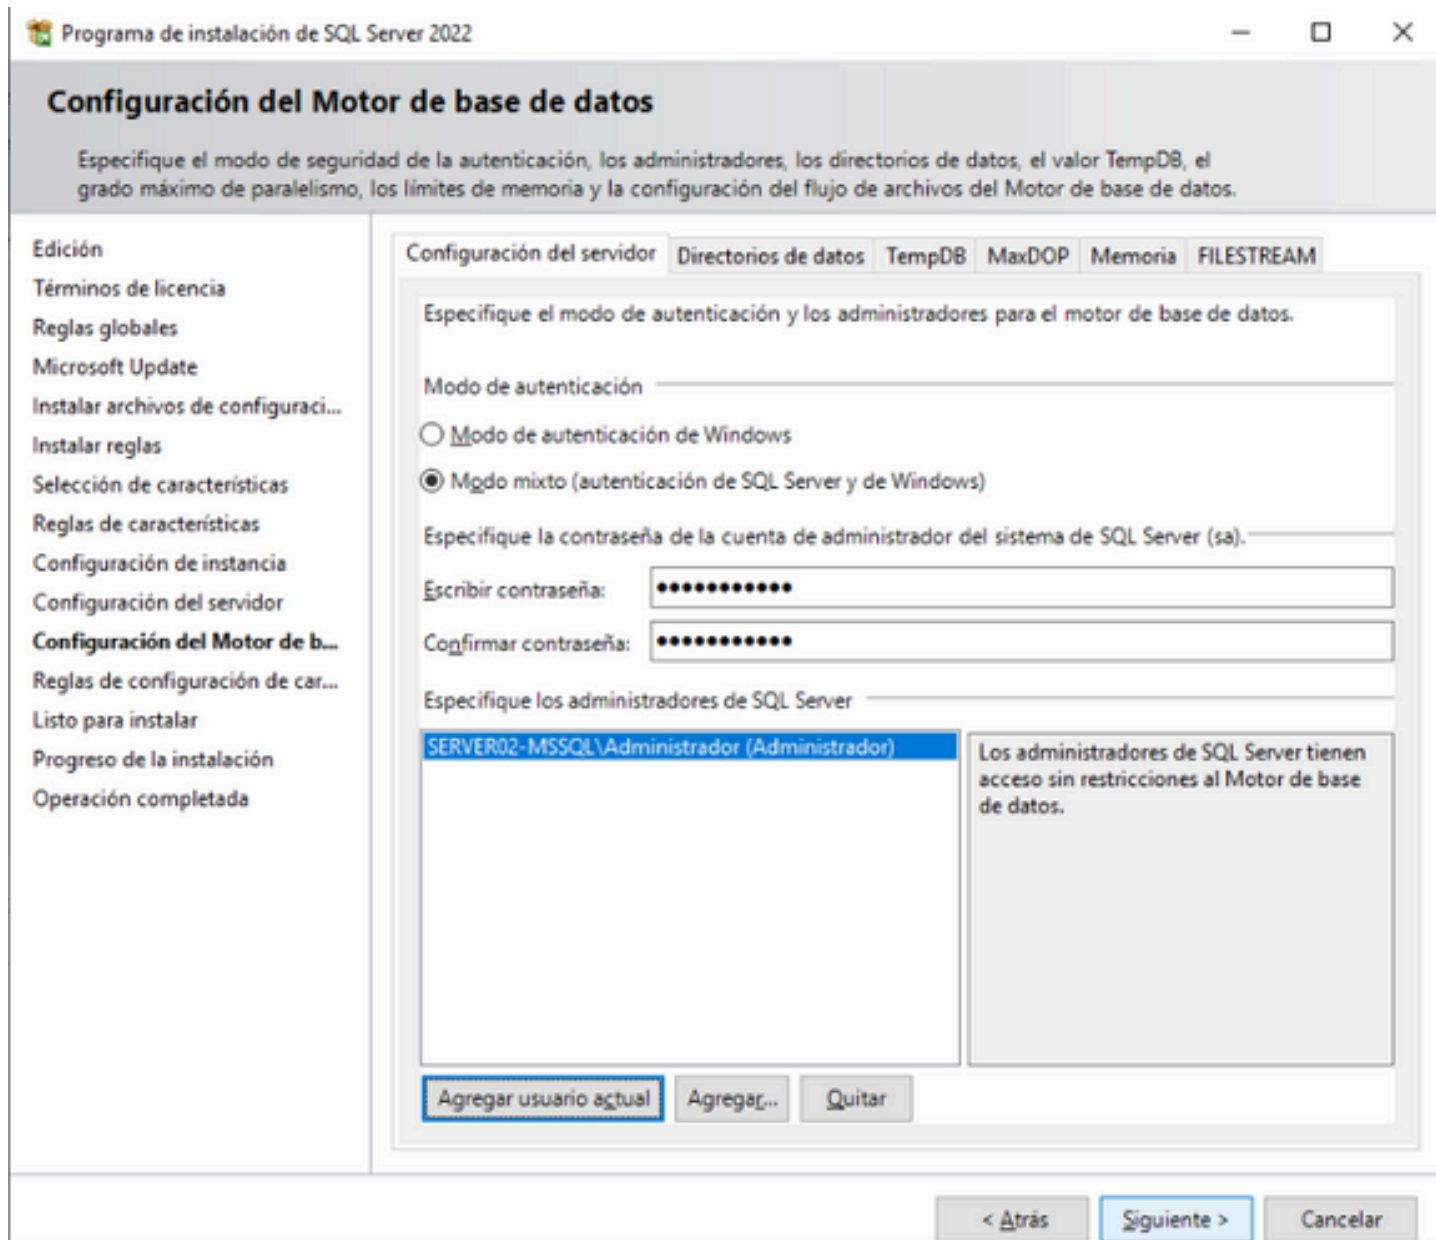 Programa de instalación de SQL Server 2022
Configuración del Motor de base de datos
Especifique el modo de seguridad de la autenticación, los administradores, los directorios de datos, el valor TempDB, el
grado máximo de paralelismo, los límites de memoria y la configuración del flujo de archivos del Motor de base de datos.
Edición
Términos de licencia
Reglas globales
Microsoft Update
Instalar archivos de configuraci...
Instalar reglas
Selección de características
Reglas de características
Configuración de instancia
Configuración del servidor
Configuración del Motor de b...
Reglas de configuración de car...
Listo para instalar
Progreso de la instalación
Operación completada
Configuración del servidor Directorios de datos TempDB MaxDOP Memoria FILESTREAM
Especifique el modo de autenticación y los administradores para el motor de base de datos.
Modo de autenticación
Modo de autenticación de Windows
Modo mixto (autenticación de SQL Server y de Windows)
Especifique la contraseña de la cuenta de administrador del sistema de SQL Server (sa).
Escribir contraseña: •••••••••••
Confirmar contraseña: •••••••••••
Especifique los administradores de SQL Server
SERVER02-MSSQL\Administrador (Administrador)
Los administradores de SQL Server tienen
acceso sin restricciones al Motor de base
de datos.
Agregar usuario actual Agregar... Quitar
< Atrás Siguiente > Cancelar